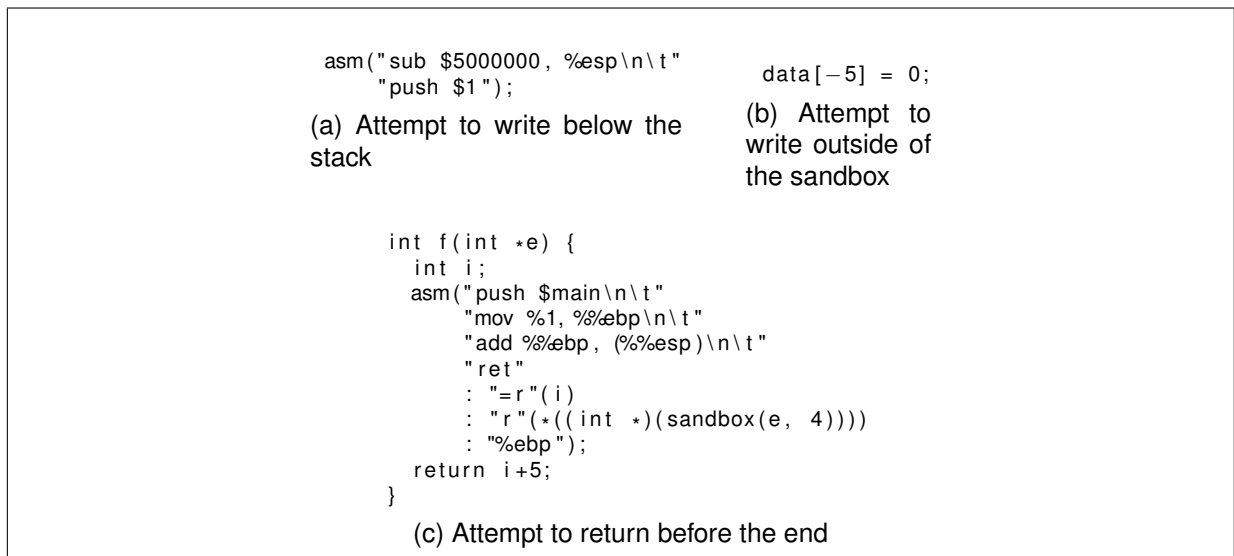 asm("sub $5000000, %esp\n\t"
"push $1");
(a) Attempt to write below the
stack
data[−5] = 0;
(b) Attempt to
write outside of
the sandbox
int f(int *e) {
int i;
asm("push $main\n\t"
"mov %1, %%ebp\n\t"
"add %%ebp, (%%esp)\n\t"
"ret"
: "=r"(i)
: "r"(*((int *)(sandbox(e, 4))))
: "%ebp");
return i+5;
}
(c) Attempt to return before the end